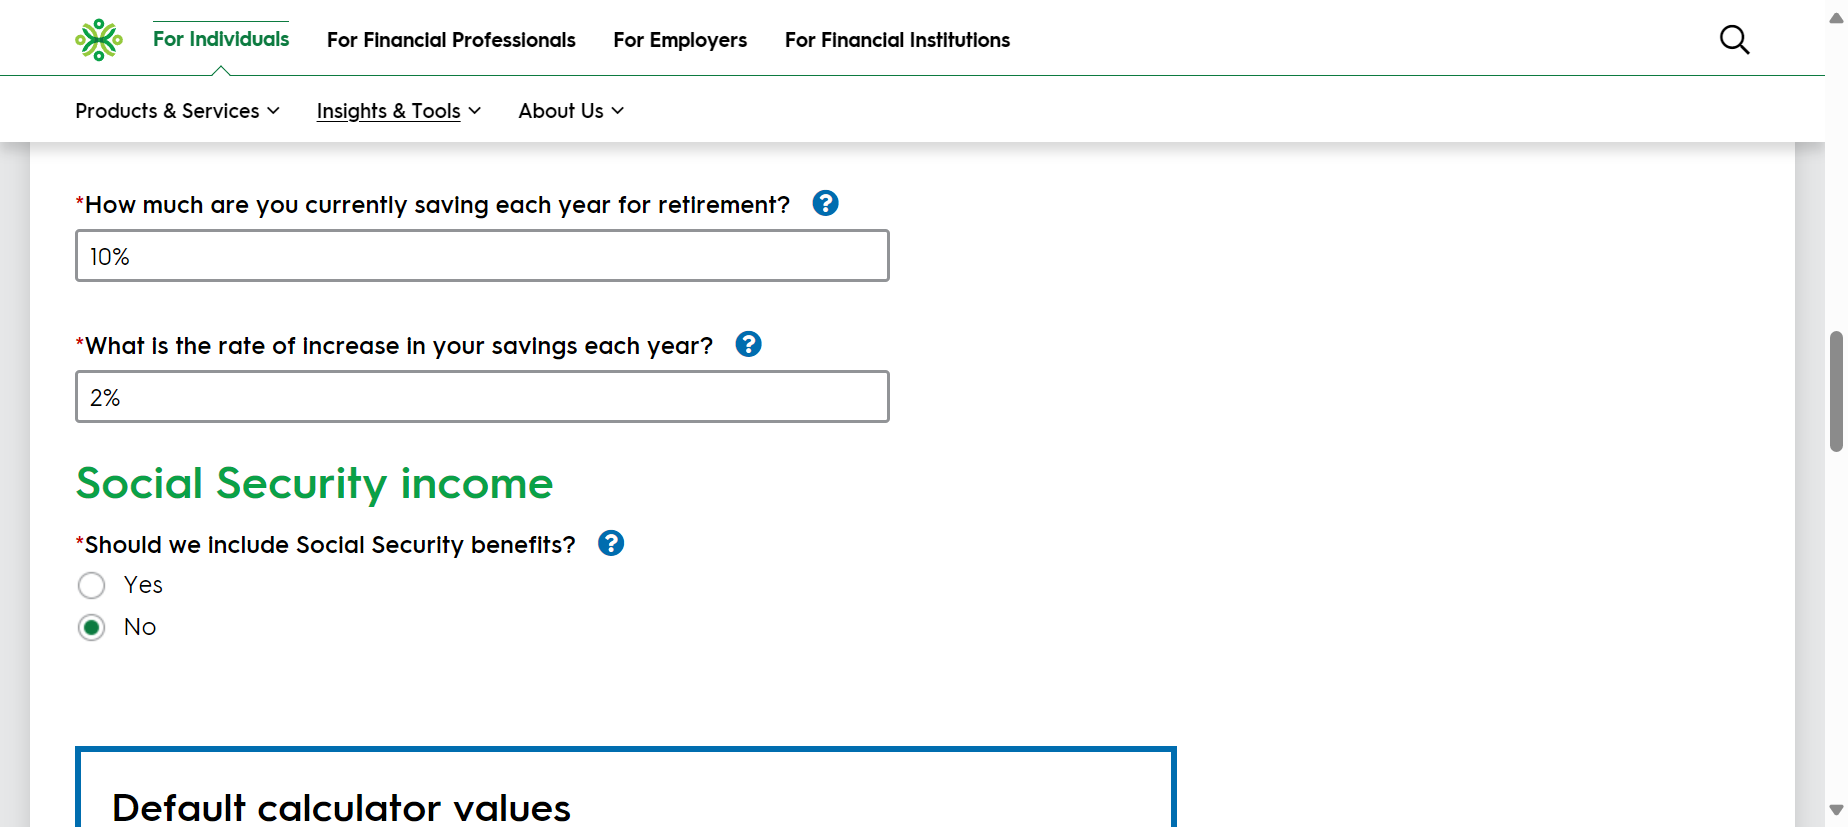 For Individuals For Financial Professionals For Employers For Financial Institutions
Products & Services Insights & Tools About Us
*How much are you currently saving each year for retirement? ?
10%
*What is the rate of increase in your savings each year? ?
2%
Social Security income
*Should we include Social Security benefits? ?
Yes
No
Default calculator values